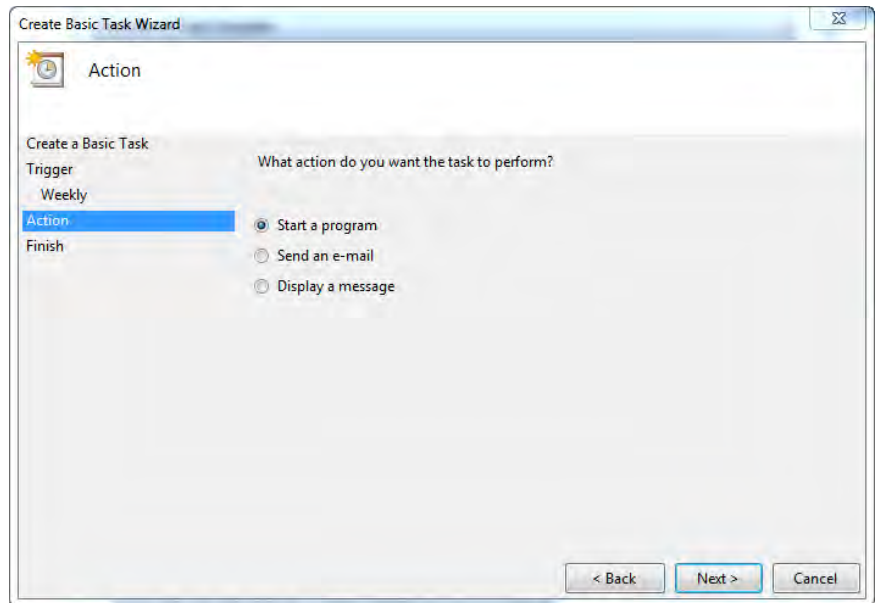 Create Basic Task Wizard
Action
Create a Basic Task
Trigger
Weekly
Action
Finish
What action do you want the task to perform?
Start a program
Send an e-mail
Display a message
< Back
Next >
Cancel